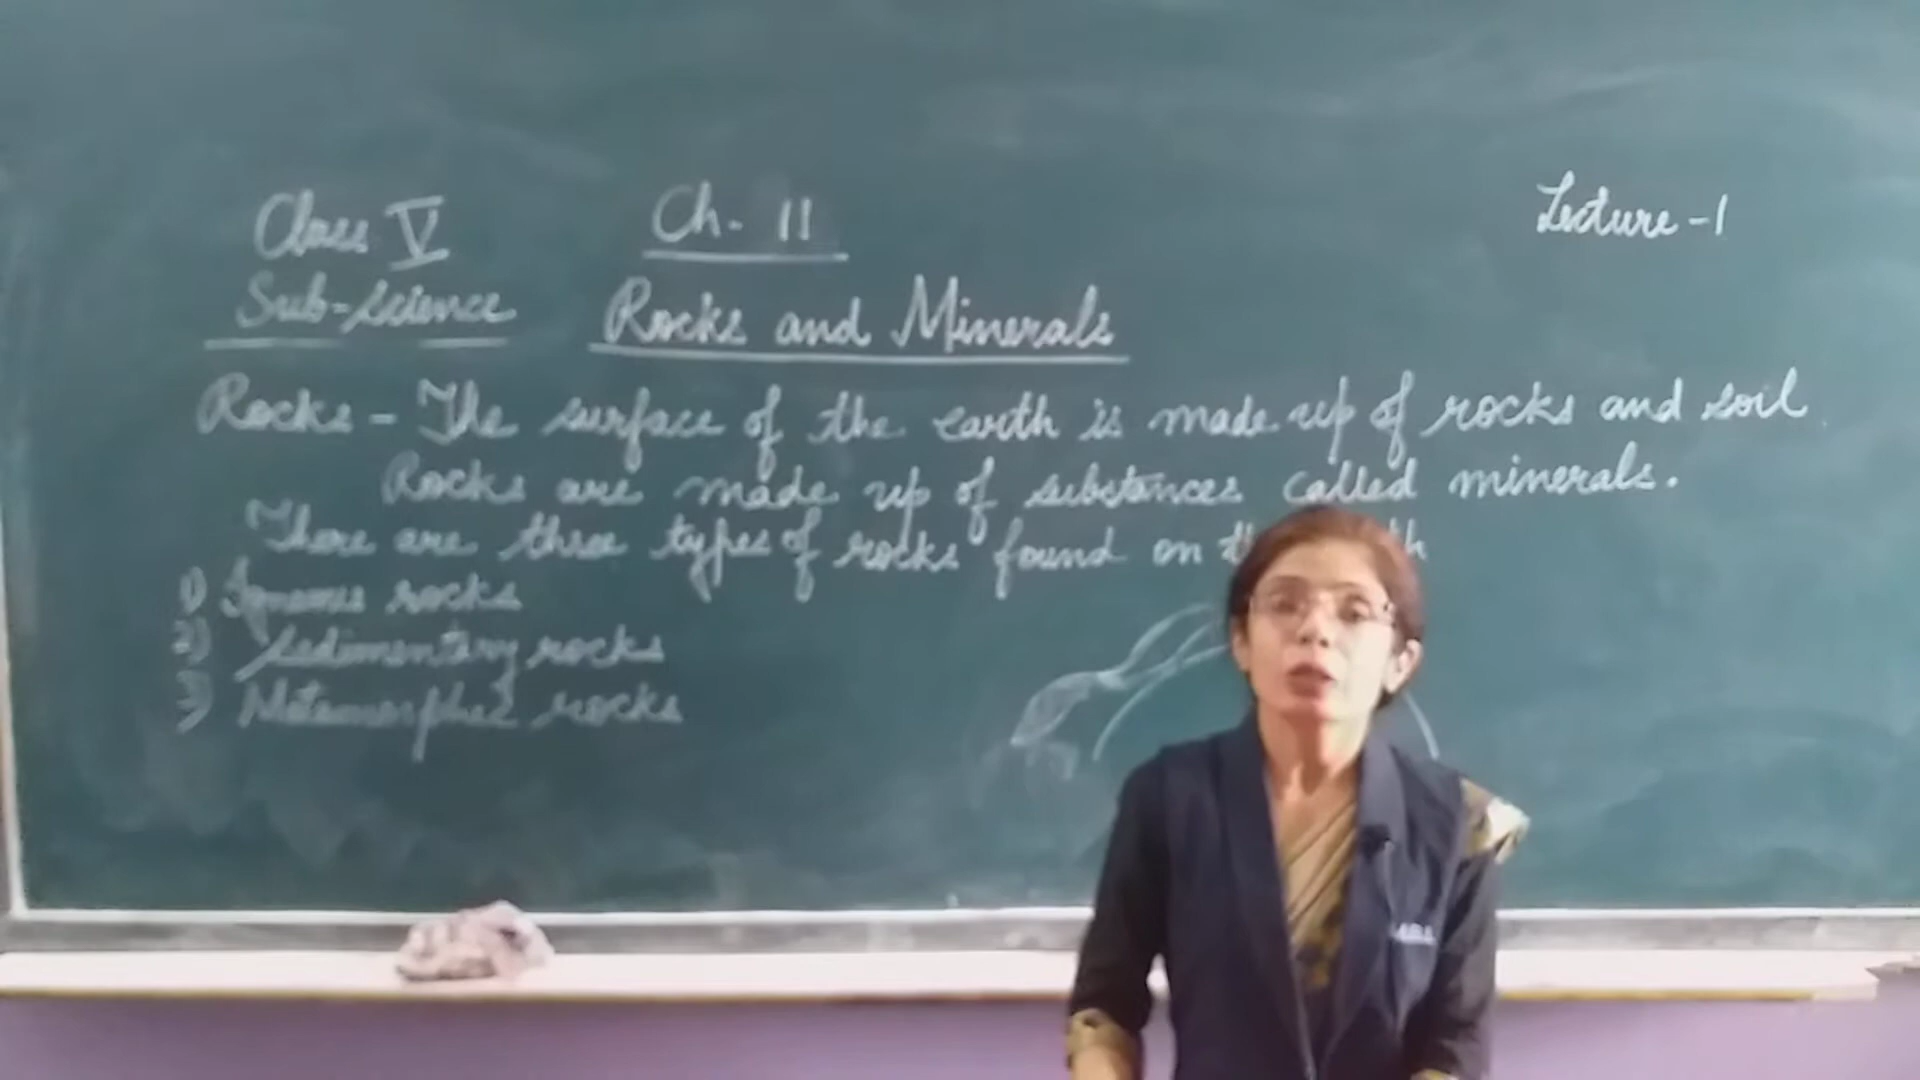 Class V
Ch- 11
Lecture-1
Sub-science
Rocks and Minerals
Rocks - The surface of the earth is made up of rocks and soil.
Rocks are made up of substances called minerals.
There are three types of rocks found on
1) Igneous rocks
2) sedimentary rocks
3) Metamorphic rocks